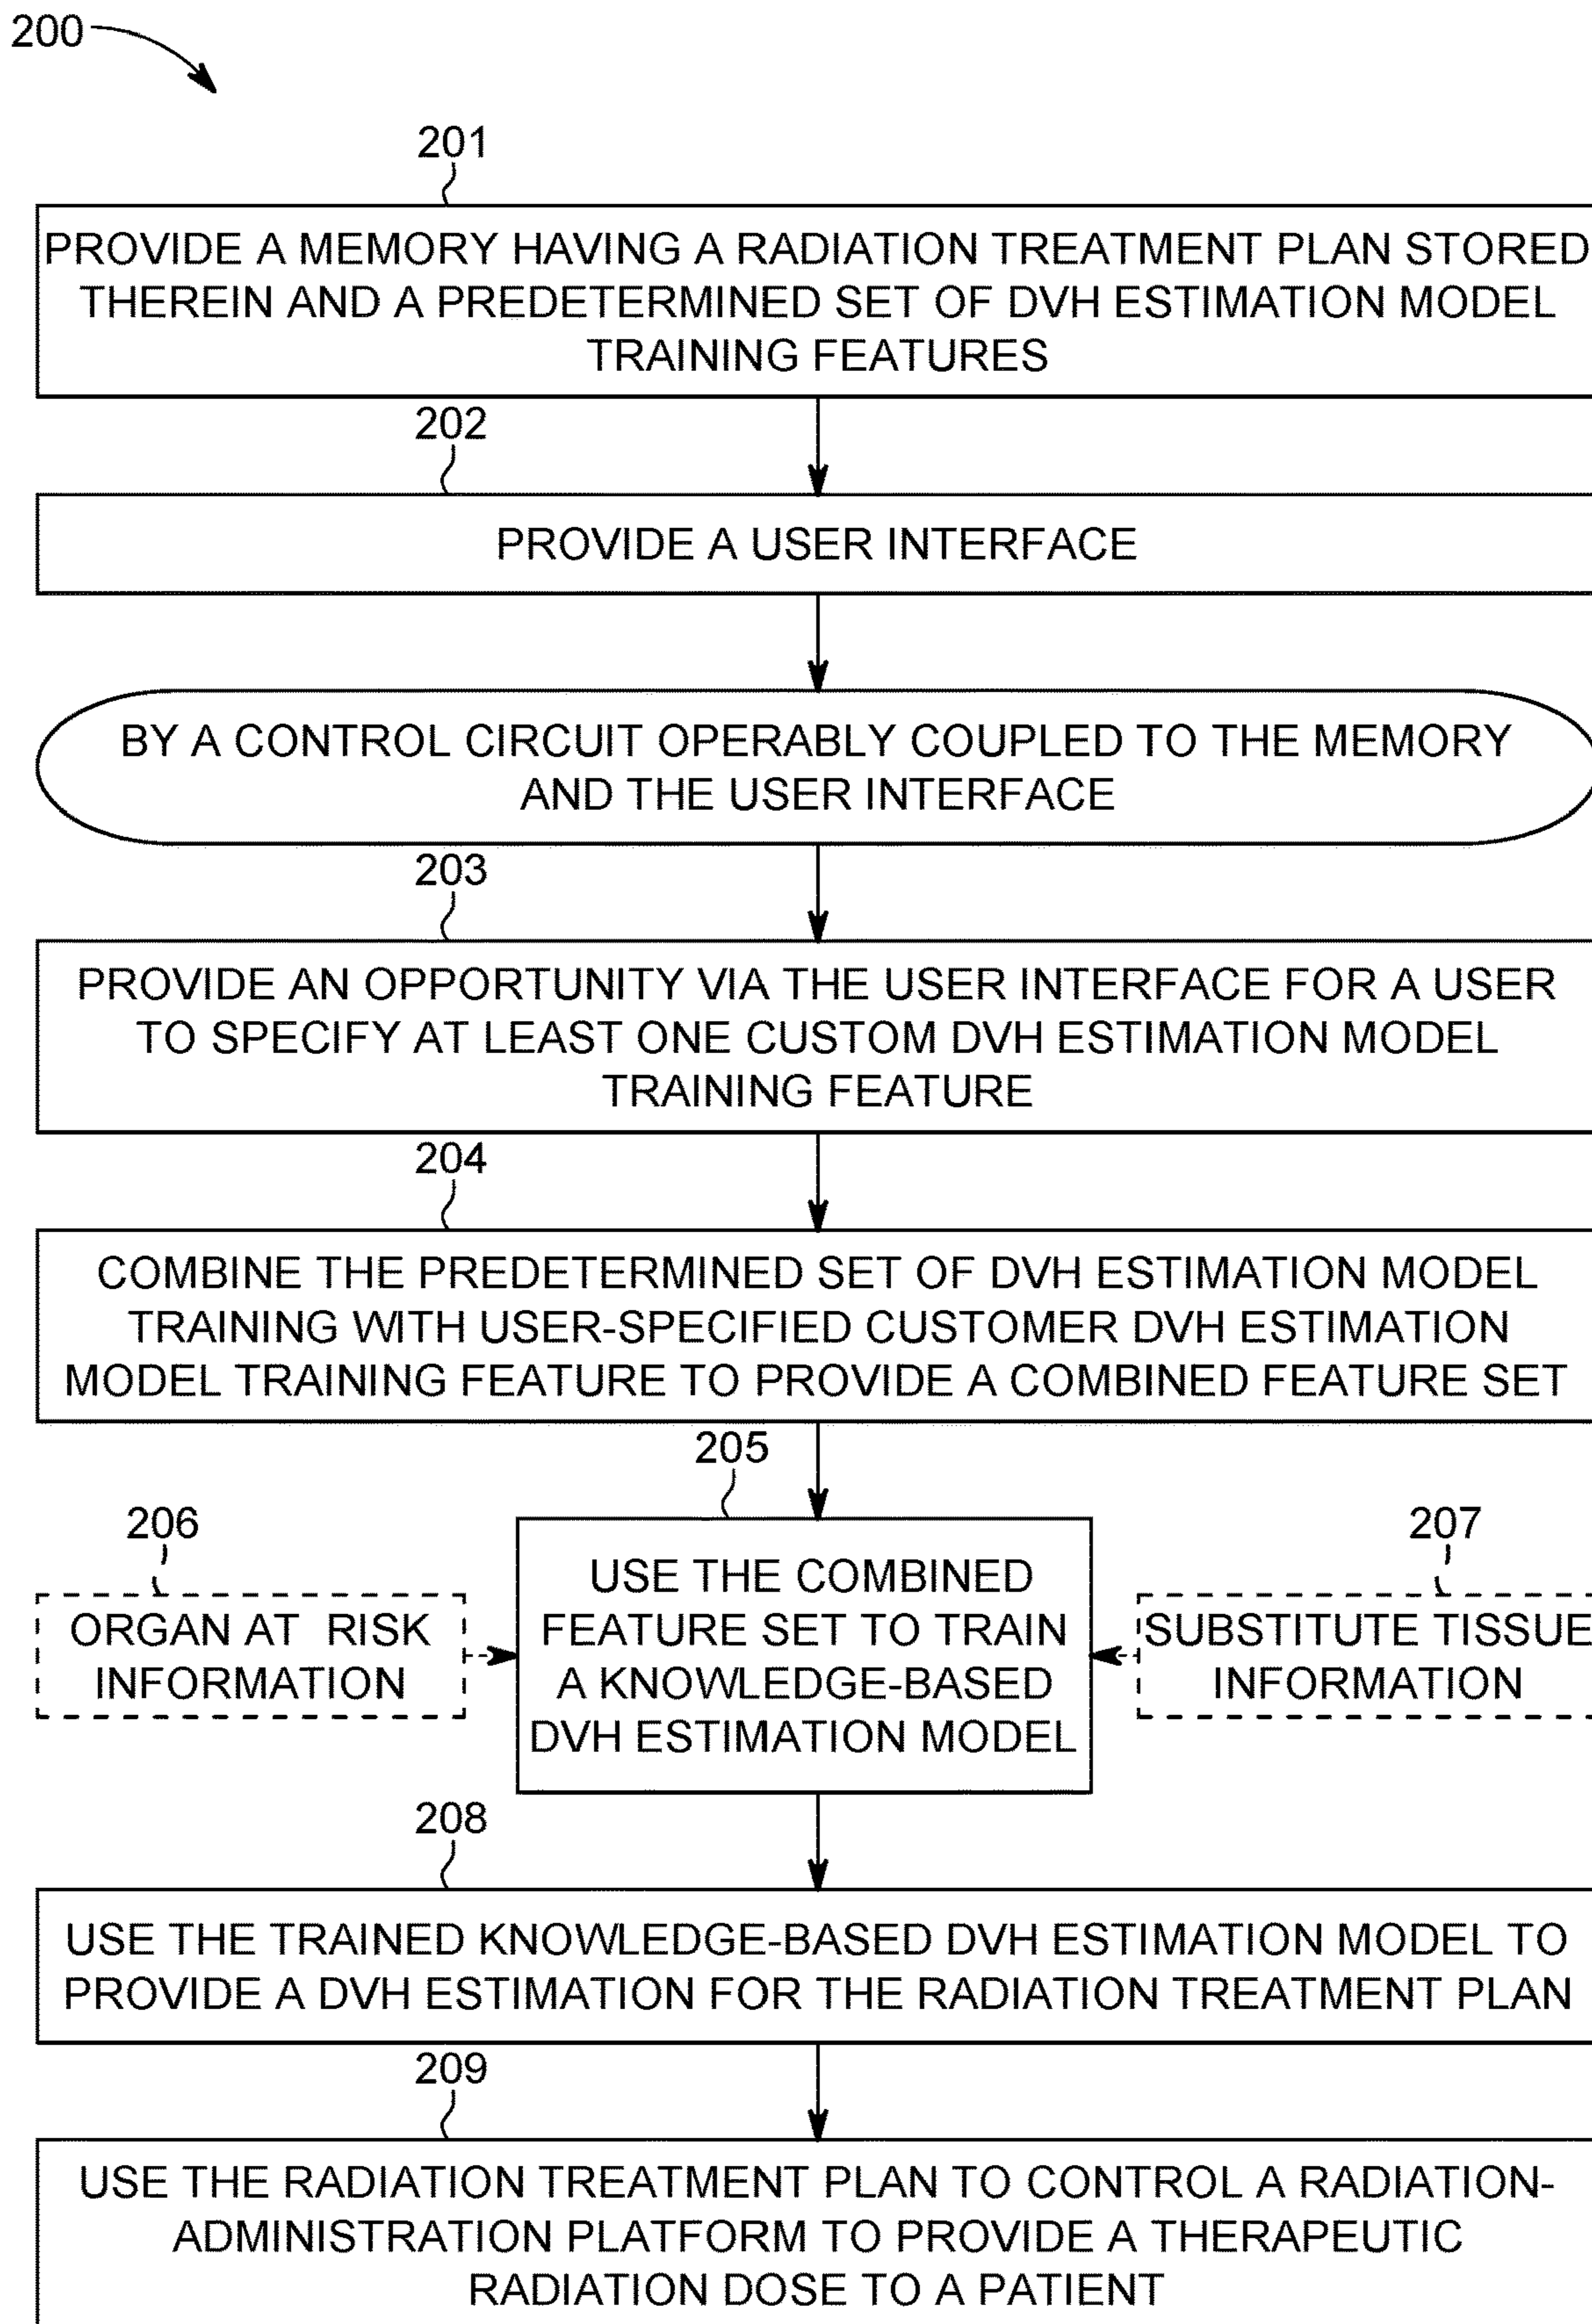 200
201
PROVIDE A MEMORY HAVING A RADIATION TREATMENT PLAN STORED
THEREIN AND A PREDETERMINED SET OF DVH ESTIMATION MODEL
TRAINING FEATURES
202
PROVIDE A USER INTERFACE
BY A CONTROL CIRCUIT OPERABLY COUPLED TO THE MEMORY
AND THE USER INTERFACE
203
PROVIDE AN OPPORTUNITY VIA THE USER INTERFACE FOR A USER
TO SPECIFY AT LEAST ONE CUSTOM DVH ESTIMATION MODEL
TRAINING FEATURE
204
COMBINE THE PREDETERMINED SET OF DVH ESTIMATION MODEL
TRAINING WITH USER-SPECIFIED CUSTOMER DVH ESTIMATION
MODEL TRAINING FEATURE TO PROVIDE A COMBINED FEATURE SET
205
206
ORGAN AT RISK
INFORMATION
USE THE COMBINED
FEATURE SET TO TRAIN
A KNOWLEDGE-BASED
DVH ESTIMATION MODEL
207
SUBSTITUTE TISSUE
INFORMATION
208
USE THE TRAINED KNOWLEDGE-BASED DVH ESTIMATION MODEL TO
PROVIDE A DVH ESTIMATION FOR THE RADIATION TREATMENT PLAN
209
USE THE RADIATION TREATMENT PLAN TO CONTROL A RADIATION-
ADMINISTRATION PLATFORM TO PROVIDE A THERAPEUTIC
RADIATION DOSE TO A PATIENT